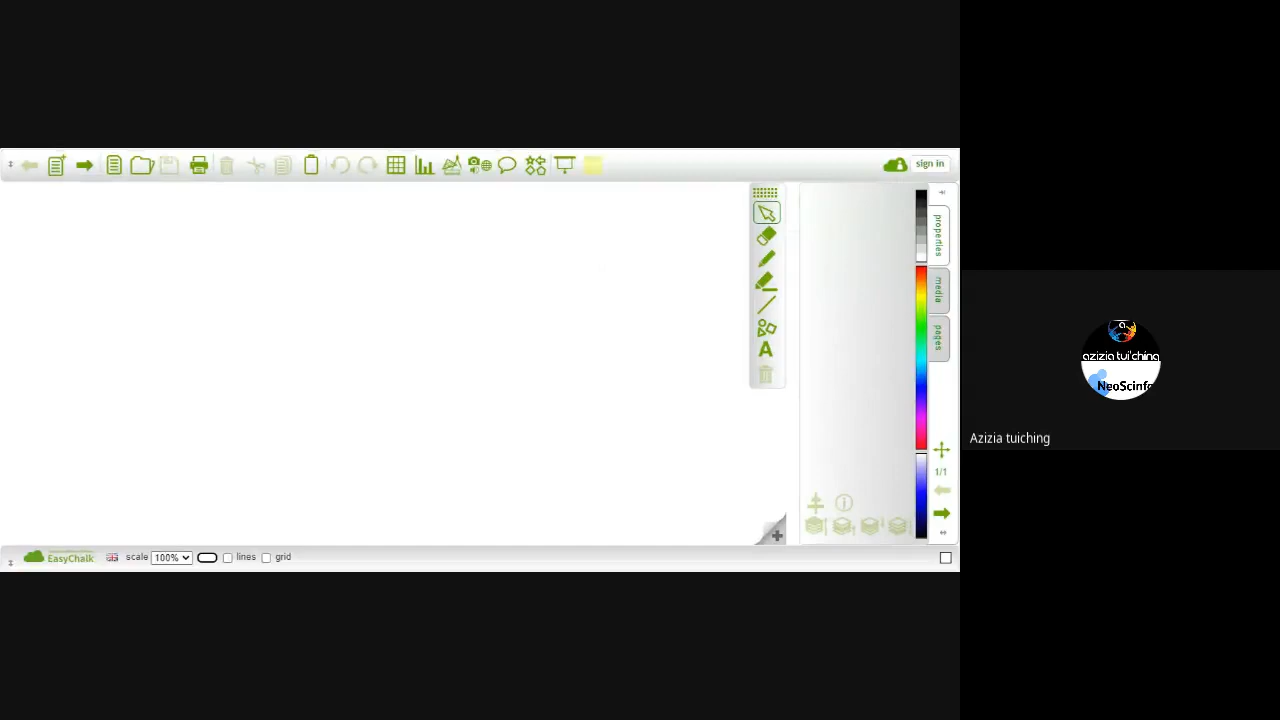 sign in
properties
media
pages
1/1
A
EasyChalk
scale 100% lines grid
azizia tui'ching
NeoScinfo
Azizia tuiching